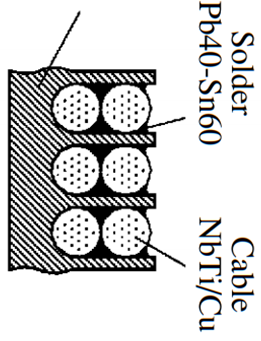 Solder
Pb40-Sn60
Cable
NbTi/Cu